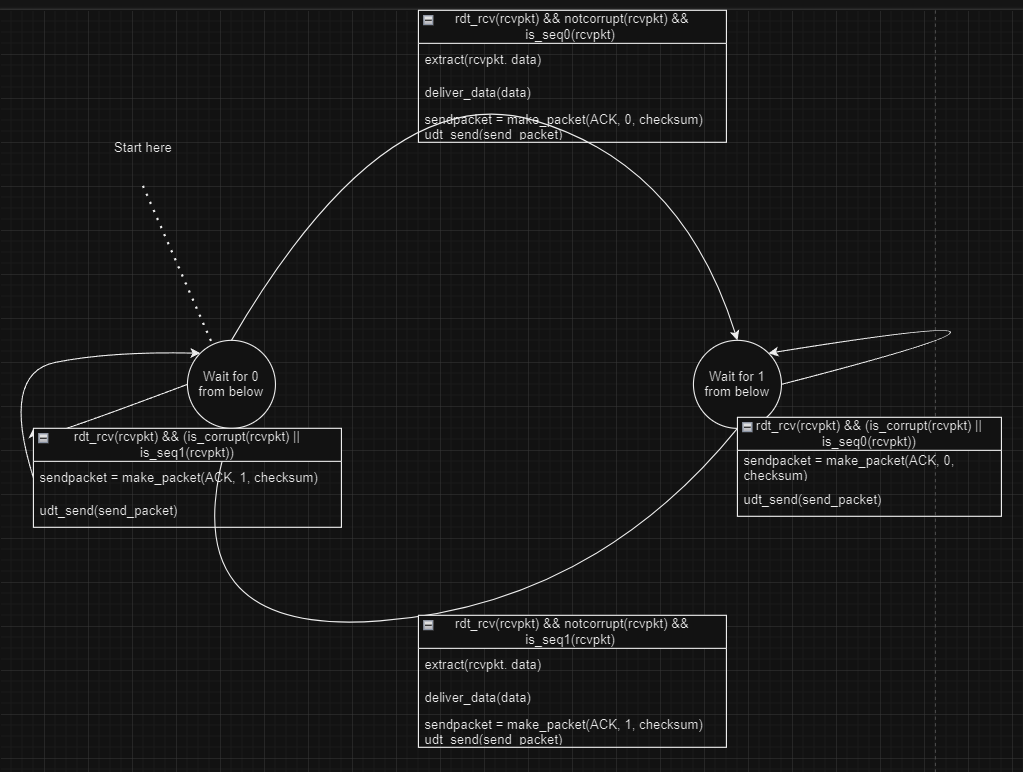 rdt_rcv(rcvpkt) && notcorrupt(rcvpkt) &&
is_seq0(rcvpkt)
extract(rcvpkt. data)
deliver_data(data)
sendpacket = make_packet(ACK, 0, checksum)
udt_send(send_packet)
Start here
Wait for 0
from below
Wait for 1
from below
rdt_rcv(rcvpkt) && (is_corrupt(rcvpkt) ||
is_seq1(rcvpkt))
sendpacket = make_packet(ACK, 1, checksum)
udt_send(send_packet)
rdt_rcv(rcvpkt) && (is_corrupt(rcvpkt) ||
is_seq0(rcvpkt))
sendpacket = make_packet(ACK, 0,
checksum)
udt_send(send_packet)
rdt_rcv(rcvpkt) && notcorrupt(rcvpkt) &&
is_seq1(rcvpkt)
extract(rcvpkt. data)
deliver_data(data)
sendpacket = make_packet(ACK, 1, checksum)
udt_send(send_packet)